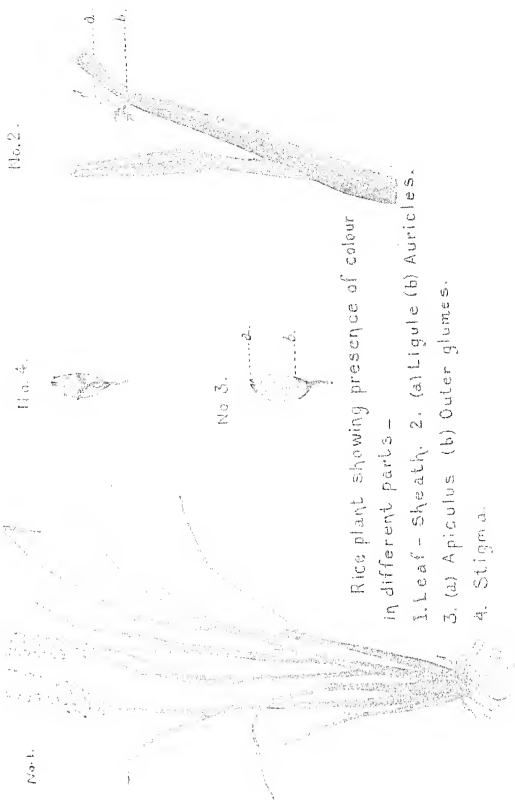 No.1.
No.2.
a.
b.
No.4.
No 3.
a.
b.
Rice plant showing presence of colour
in different parts—
1. Leaf-Sheath. 2. (a) Ligule (b) Auricles.
3. (a) Apiculus (b) Outer glumes.
4. Stigma.